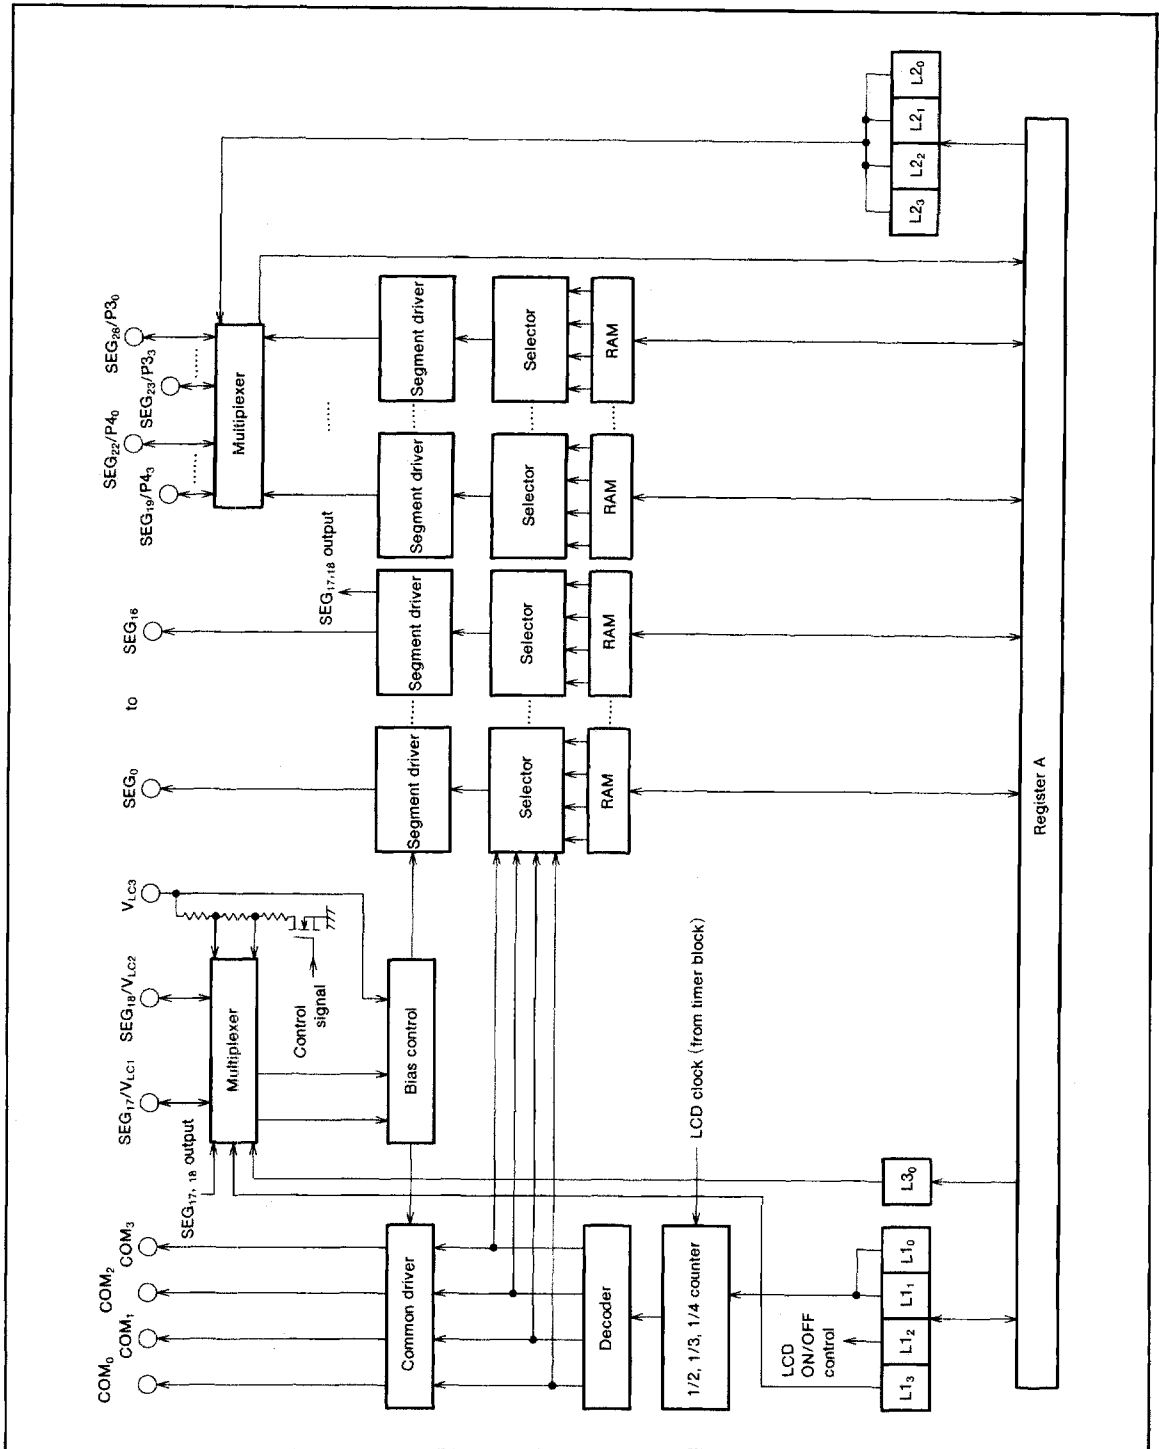 COM₀
COM₁
COM₂
COM₃
SEG₁₇, ₁₈ output
SEG₁₇/V_LC1
SEG₁₈/V_LC2
V_LC3
SEG₀
to
SEG₁₆
SEG₁₇,₁₈ output
SEG₁₉/P4₃
......
SEG₂₂/P4₀
SEG₂₃/P3₃
......
SEG₂₆/P3₀
Multiplexer
Control
signal
Multiplexer
......
Common driver
Bias control
Segment driver
......
Segment driver
Segment driver
......
Segment driver
Selector
......
Selector
Selector
......
Selector
Decoder
RAM
......
RAM
RAM
......
RAM
1/2, 1/3, 1/4 counter
LCD clock (from timer block)
LCD
ON/OFF
control
L1₃
L1₂
L1₁
L1₀
L3₀
L2₃
L2₂
L2₁
L2₀
Register A